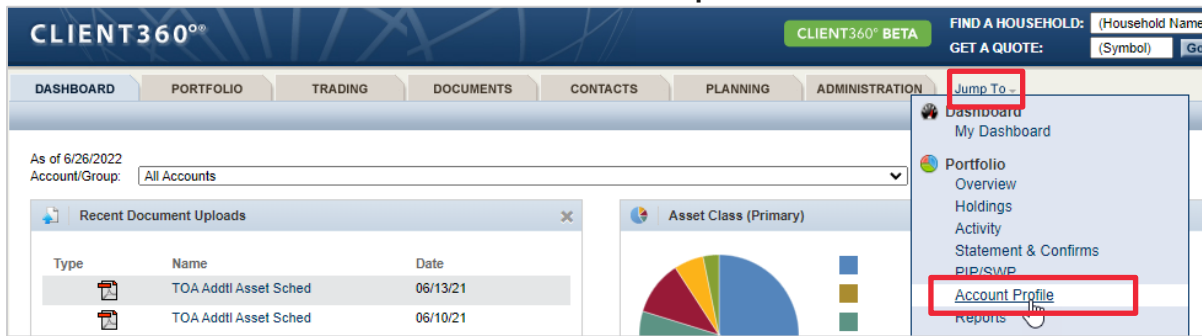 CLIENT360°®
CLIENT360° BETA
FIND A HOUSEHOLD: (Household Name
GET A QUOTE: (Symbol) Go
DASHBOARD PORTFOLIO TRADING DOCUMENTS CONTACTS PLANNING ADMINISTRATION Jump To
Dashboard
My Dashboard
As of 6/26/2022
Account/Group: All Accounts
Portfolio
Overview
Holdings
Activity
Statement & Confirms
PIP/SWP
Account Profile
Reports
Recent Document Uploads
Type Name Date
TOA Addtl Asset Sched 06/13/21
TOA Addtl Asset Sched 06/10/21
Asset Class (Primary)